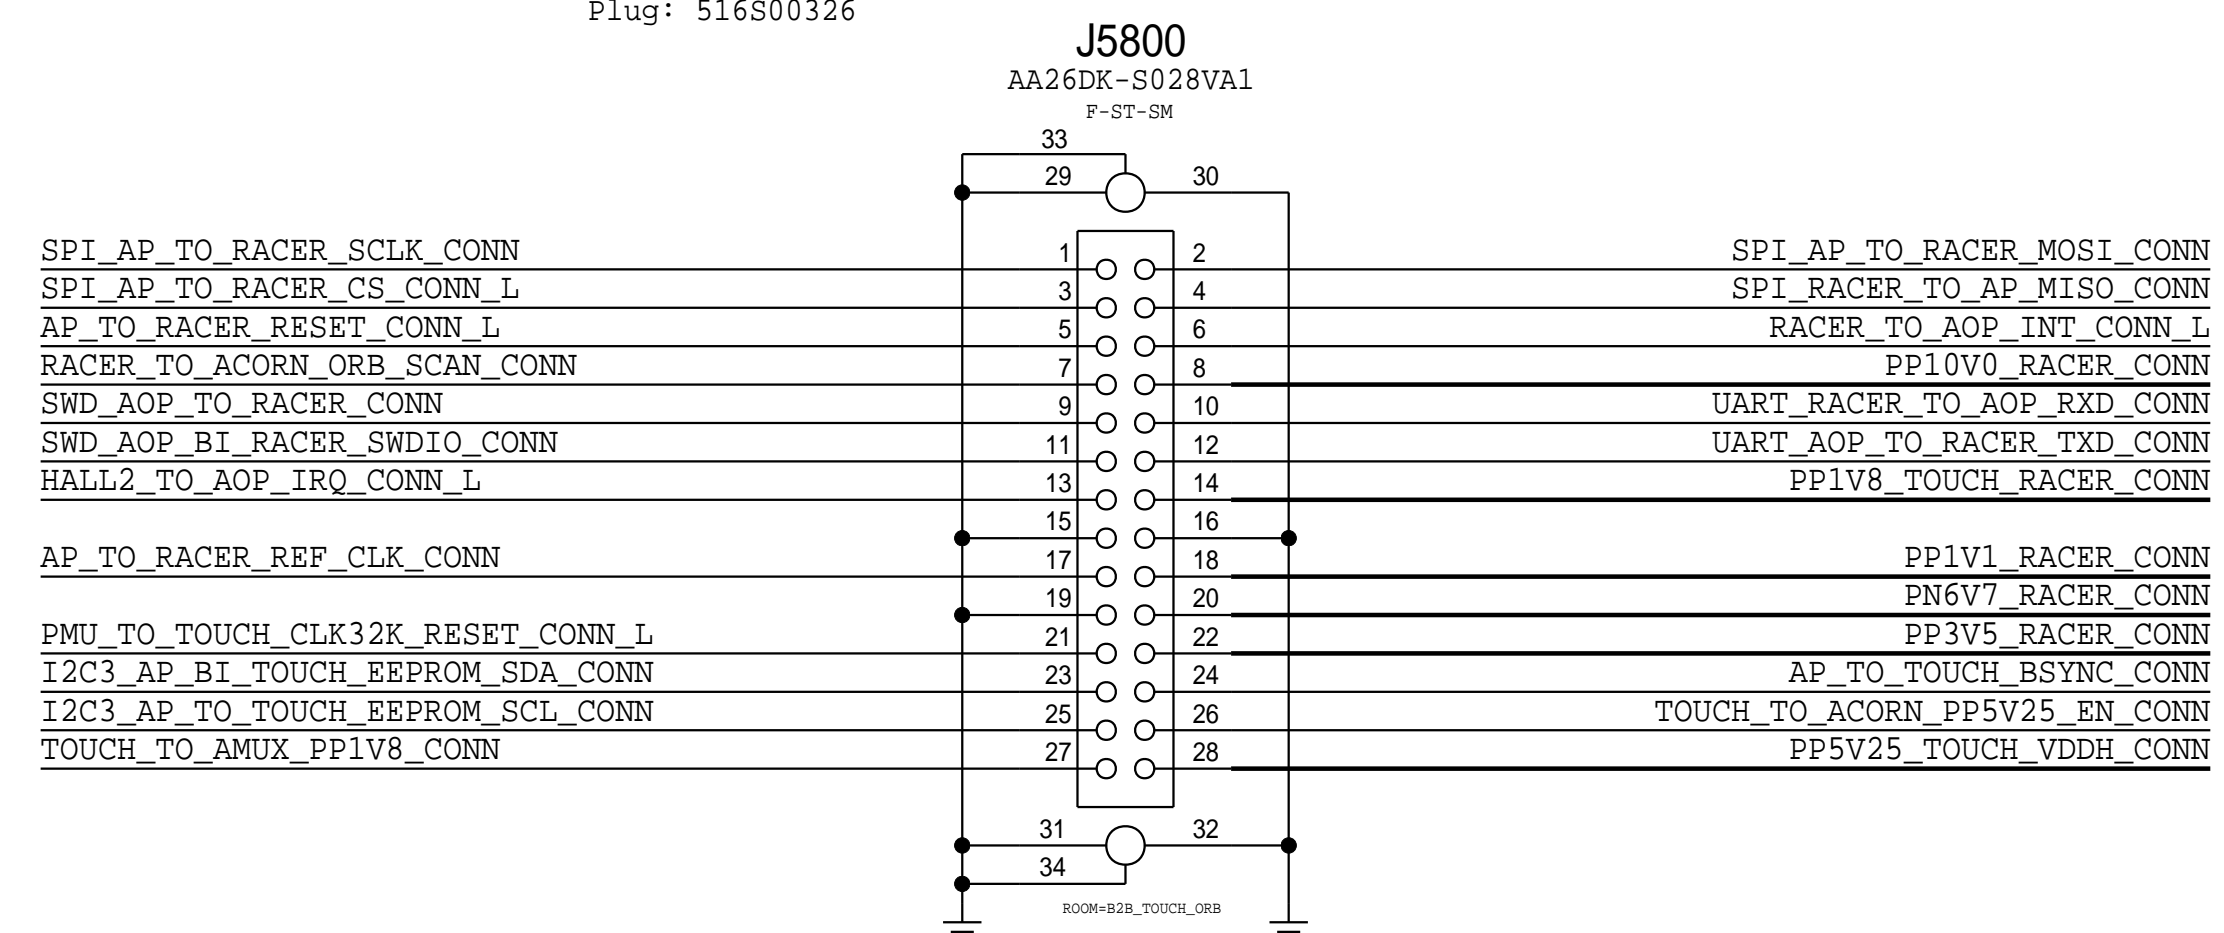 Plug: 516S00326
J5800
AA26DK-S028VA1
F-ST-SM
33
29 30
SPI_AP_TO_RACER_SCLK_CONN 1 2 SPI_AP_TO_RACER_MOSI_CONN
SPI_AP_TO_RACER_CS_CONN_L 3 4 SPI_RACER_TO_AP_MISO_CONN
AP_TO_RACER_RESET_CONN_L 5 6 RACER_TO_AOP_INT_CONN_L
RACER_TO_ACORN_ORB_SCAN_CONN 7 8 PP10V0_RACER_CONN
SWD_AOP_TO_RACER_CONN 9 10 UART_RACER_TO_AOP_RXD_CONN
SWD_AOP_BI_RACER_SWDIO_CONN 11 12 UART_AOP_TO_RACER_TXD_CONN
HALL2_TO_AOP_IRQ_CONN_L 13 14 PP1V8_TOUCH_RACER_CONN
15 16
AP_TO_RACER_REF_CLK_CONN 17 18 PP1V1_RACER_CONN
19 20 PN6V7_RACER_CONN
PMU_TO_TOUCH_CLK32K_RESET_CONN_L 21 22 PP3V5_RACER_CONN
I2C3_AP_BI_TOUCH_EEPROM_SDA_CONN 23 24 AP_TO_TOUCH_BSYNC_CONN
I2C3_AP_TO_TOUCH_EEPROM_SCL_CONN 25 26 TOUCH_TO_ACORN_PP5V25_EN_CONN
TOUCH_TO_AMUX_PP1V8_CONN 27 28 PP5V25_TOUCH_VDDH_CONN
31 32
34
ROOM=B2B_TOUCH_ORB